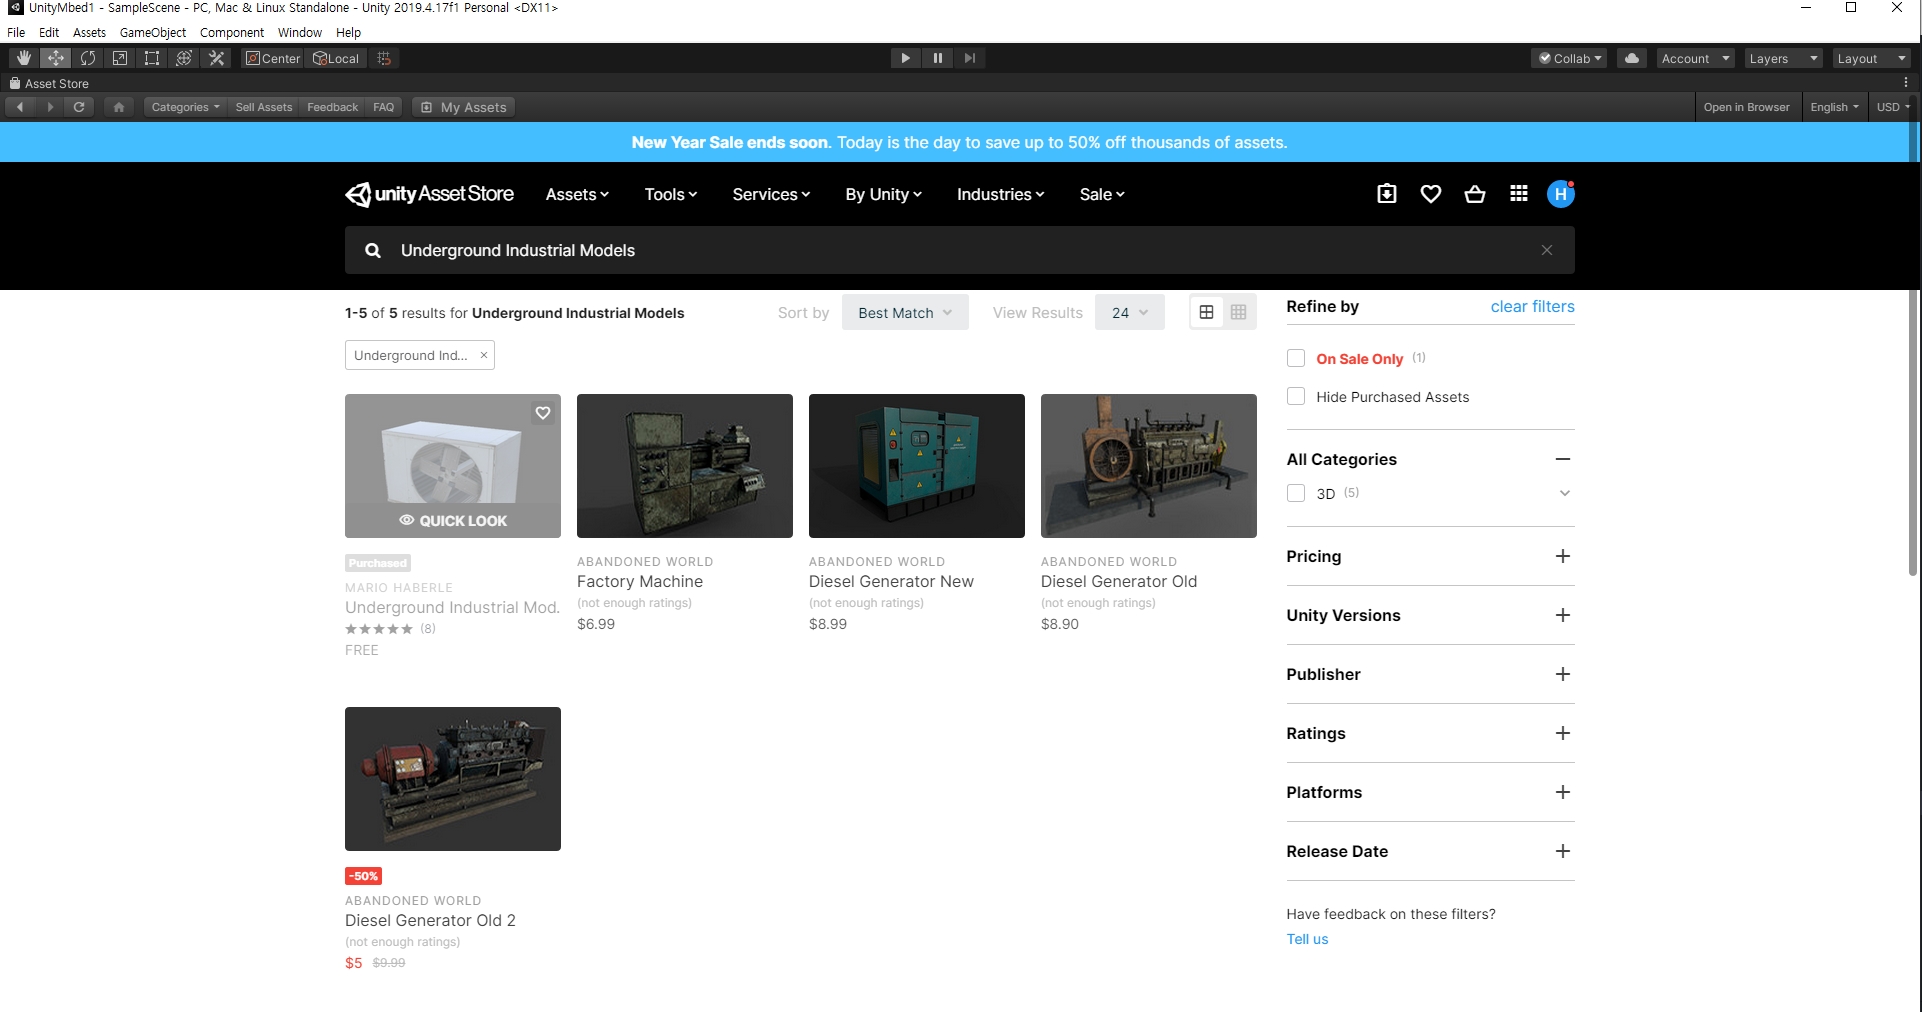 UnityMbed1 - SampleScene - PC, Mac & Linux Standalone - Unity 2019.4.17f1 Personal <DX11>
File Edit Assets GameObject Component Window Help
Center Local Collab Account Layers Layout
Asset Store
Categories Sell Assets Feedback FAQ My Assets Open in Browser English USD
New Year Sale ends soon. Today is the day to save up to 50% off thousands of assets.
unity Asset Store Assets Tools Services By Unity Industries Sale H
Underground Industrial Models
1-5 of 5 results for Underground Industrial Models Sort by Best Match View Results 24
Underground Ind... ×
QUICK LOOK
Purchased
MARIO HABERLE
Underground Industrial Mod.
(8)
FREE
ABANDONED WORLD
Factory Machine
(not enough ratings)
$6.99
ABANDONED WORLD
Diesel Generator New
(not enough ratings)
$8.99
ABANDONED WORLD
Diesel Generator Old
(not enough ratings)
$8.90
-50%
ABANDONED WORLD
Diesel Generator Old 2
(not enough ratings)
$5 $9.99
Refine by clear filters
On Sale Only (1)
Hide Purchased Assets
All Categories
3D (5)
Pricing
Unity Versions
Publisher
Ratings
Platforms
Release Date
Have feedback on these filters?
Tell us